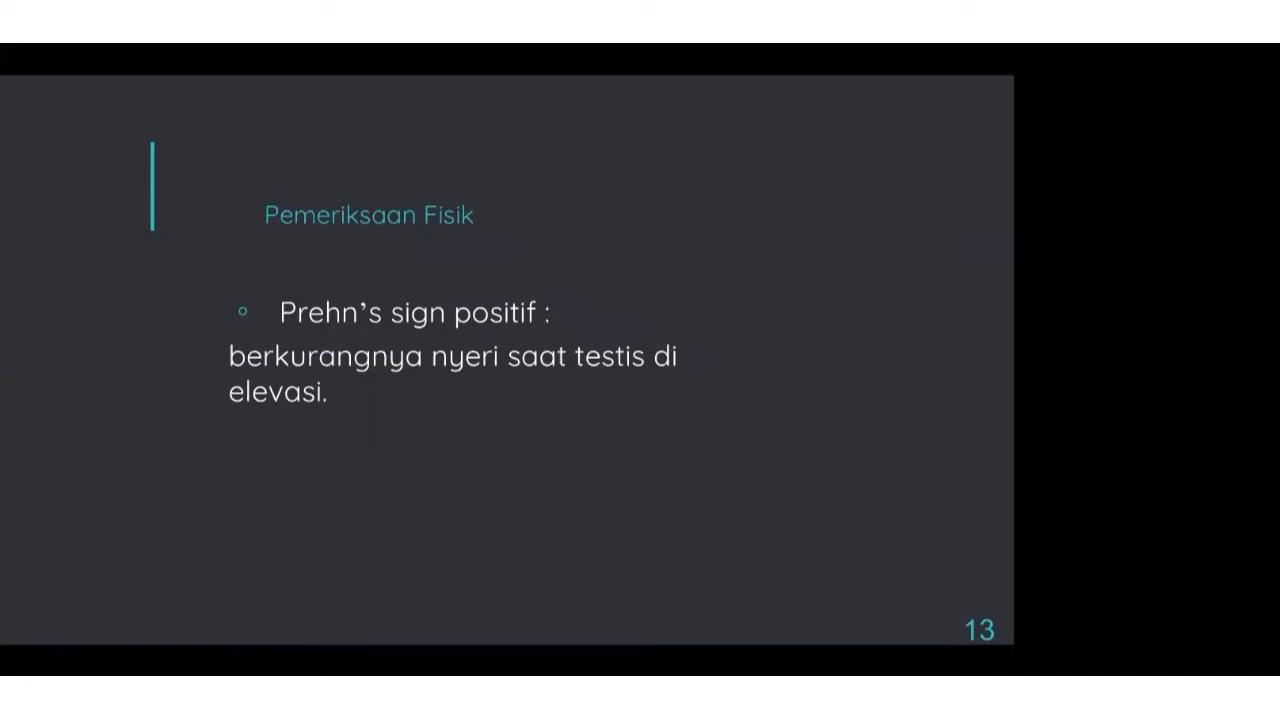 Pemeriksaan Fisik
Prehn’s sign positif :
berkurangnya nyeri saat testis di
elevasi.
13